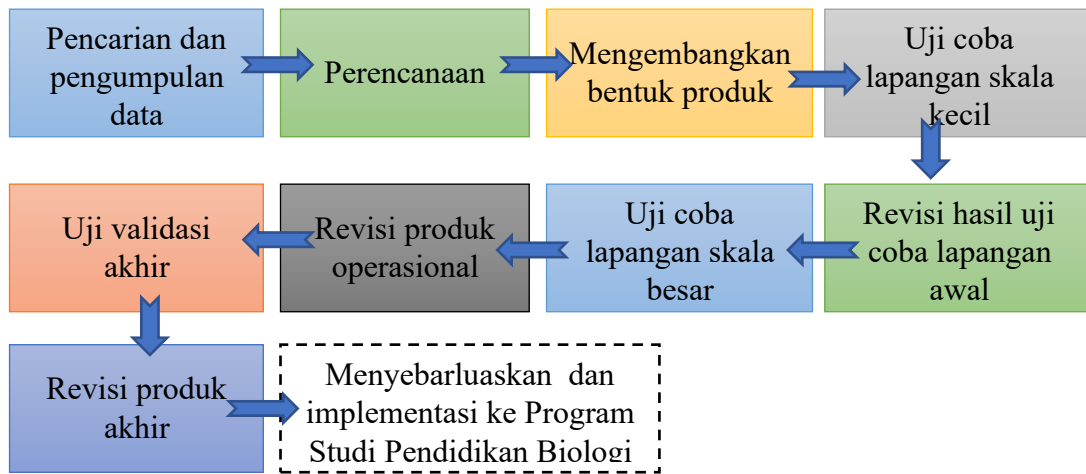 Pencarian dan
pengumpulan
data
Perencanaan
Mengembangkan
bentuk produk
Uji coba
lapangan skala
kecil
Revisi hasil uji
coba lapangan
awal
Uji coba
lapangan skala
besar
Revisi produk
operasional
Uji validasi
akhir
Revisi produk
akhir
Menyebarluaskan dan
implementasi ke Program
Studi Pendidikan Biologi